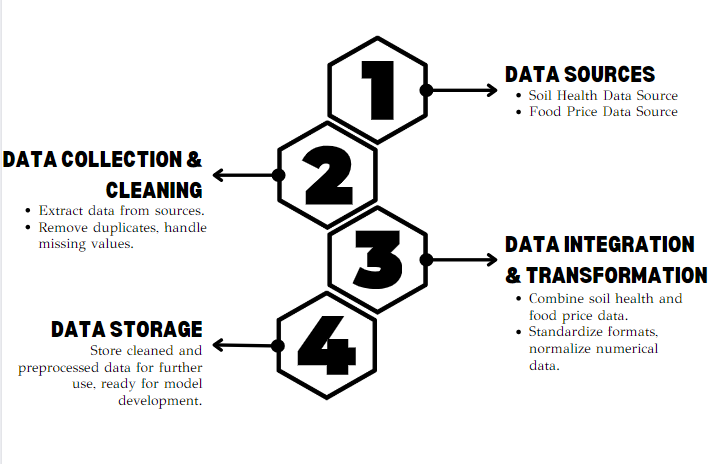 1
DATA SOURCES
• Soil Health Data Source
• Food Price Data Source
2
DATA COLLECTION &
CLEANING
• Extract data from sources.
• Remove duplicates, handle
missing values.
3
DATA INTEGRATION
& TRANSFORMATION
• Combine soil health and
food price data.
• Standardize formats,
normalize numerical
data.
4
DATA STORAGE
Store cleaned and
preprocessed data for further
use, ready for model
development.